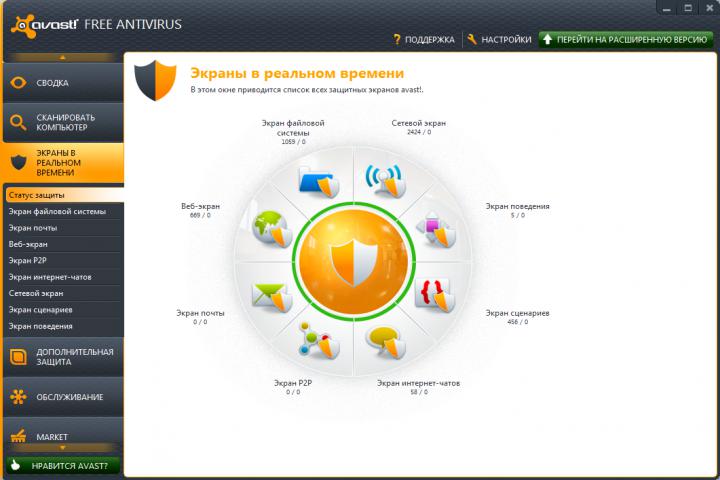 avast! FREE ANTIVIRUS
? ПОДДЕРЖКА
НАСТРОЙКИ
ПЕРЕЙТИ НА РАСШИРЕННУЮ ВЕРСИЮ
СВОДКА
СКАНИРОВАТЬ
КОМПЬЮТЕР
ЭКРАНЫ В
РЕАЛЬНОМ
ВРЕМЕНИ
Статус защиты
Экран файловой системы
Экран почты
Веб-экран
Экран P2P
Экран интернет-чатов
Сетевой экран
Экран сценариев
Экран поведения
ДОПОЛНИТЕЛЬНАЯ
ЗАЩИТА
ОБСЛУЖИВАНИЕ
MARKET
НРАВИТСЯ AVAST?
Экраны в реальном времени
В этом окне приводится список всех защитных экранов avast!.
Экран файловой
системы
1059 / 0
Сетевой экран
2424 / 0
Веб-экран
669 / 0
Экран поведения
5 / 0
Экран почты
0 / 0
Экран сценариев
456 / 0
Экран P2P
0 / 0
Экран интернет-чатов
58 / 0